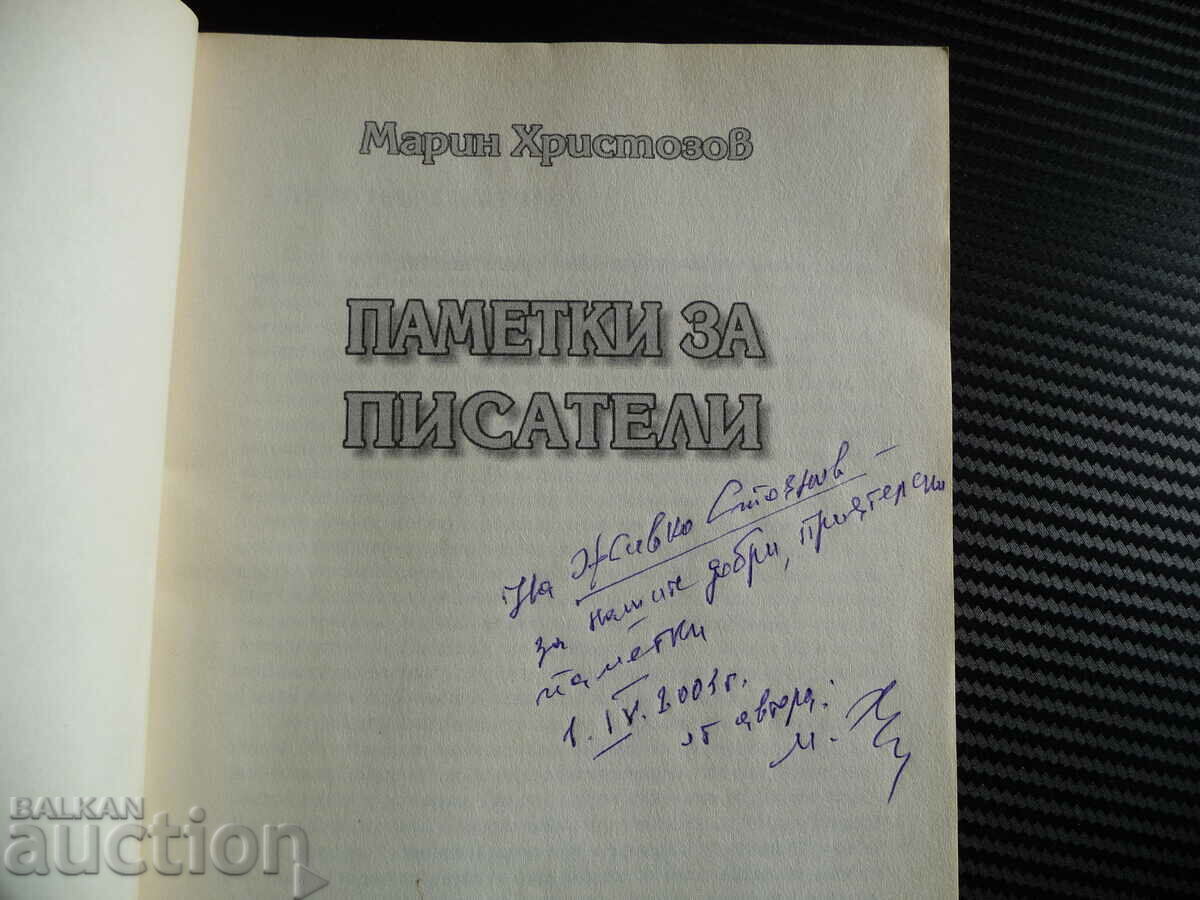 Марин Христозов
ПАМЕТКИ ЗА
ПИСАТЕЛИ
На Живко Стоянов –
за нашите добри, приятелски
паметки
1. IV. 2001 г.
от автора:
М. Х
BALKAN
auction